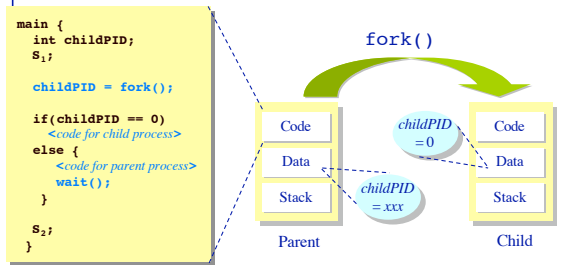 main {
int childPID;
S1;
childPID = fork();
if(childPID == 0)
<code for child process>
else {
<code for parent process>
wait();
}
S2;
}
fork()
Code
Data
Stack
Parent
childPID
= xxx
childPID
= 0
Code
Data
Stack
Child